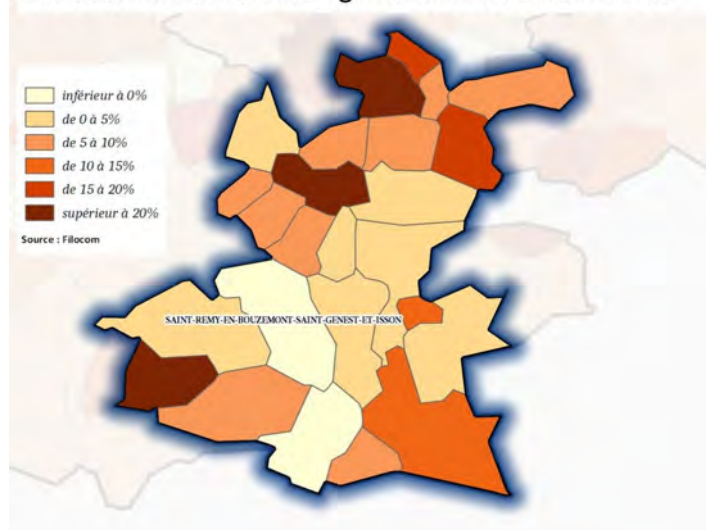 inférieur à 0%
de 0 à 5%
de 5 à 10%
de 10 à 15%
de 15 à 20%
supérieur à 20%
Source : Filocom
SAINT-REMY-EN-BOUZEMONT-SAINT-GENEST-ET-ISSON